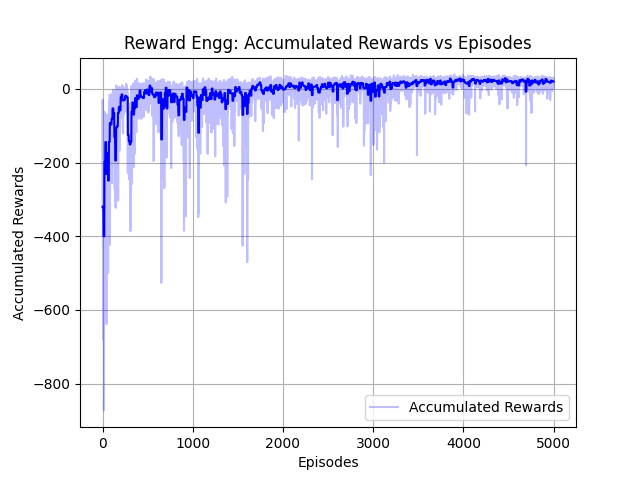 Reward Engg: Accumulated Rewards vs Episodes
0
−200
−400
−600
−800
Accumulated Rewards
Accumulated Rewards
0 1000 2000 3000 4000 5000
Episodes